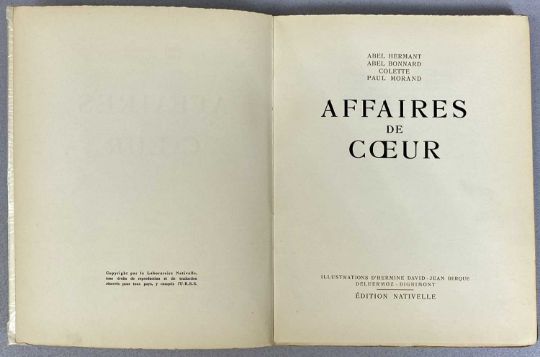 Copyright par le Laboratoire Nativelle,
tous droits de reproduction et de traduction
réservés pour tous pays, y compris l'U.R.S.S.
ABEL HERMANT
ABEL BONNARD
COLETTE
PAUL MORAND
AFFAIRES
DE
CŒUR
ILLUSTRATIONS D'HERMINE DAVID - JEAN DIRQUE
DELUERMOZ - DIGNIMONT
ÉDITION NATIVELLE